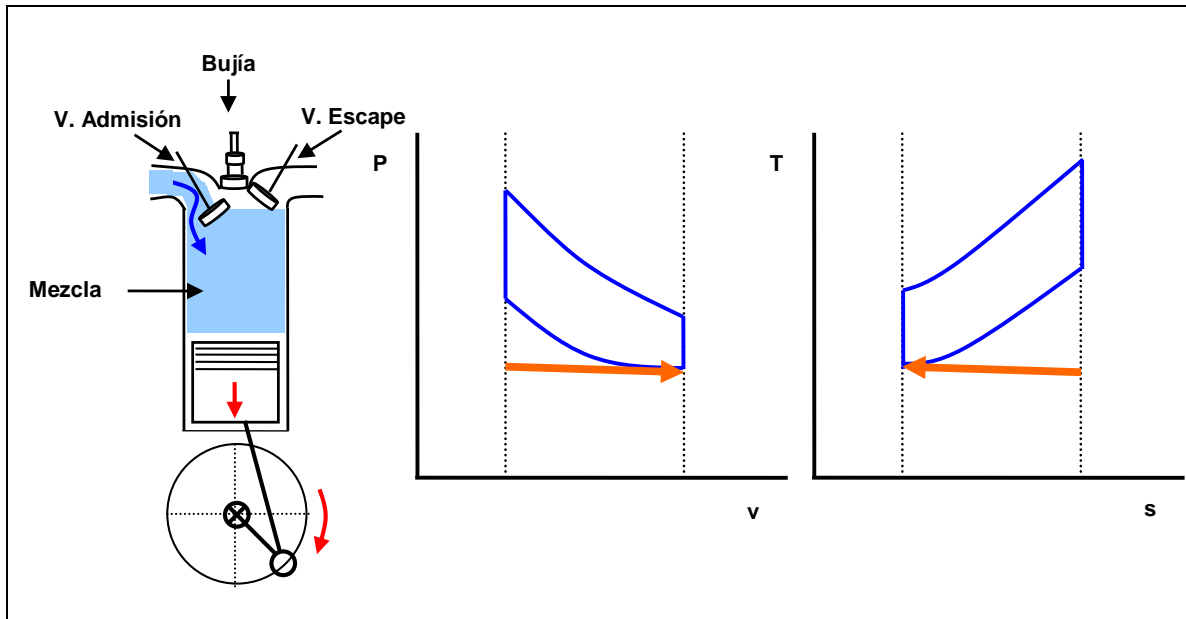 Bujía
V. Admisión
V. Escape
Mezcla
P
v
T
s